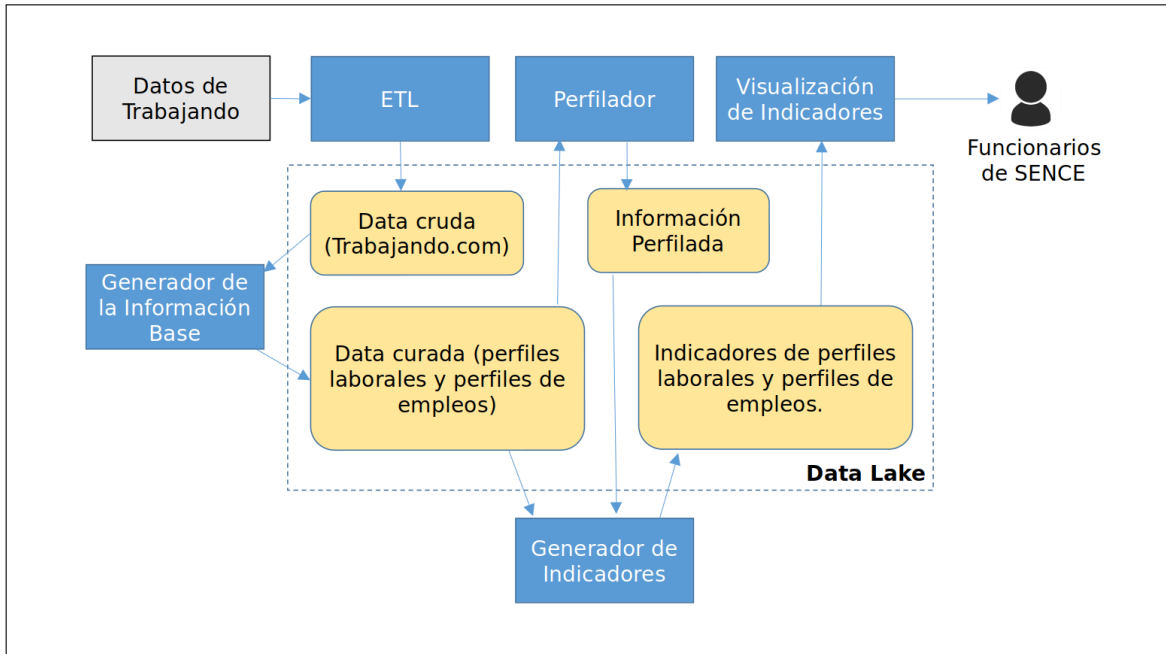 Datos de
Trabajando
ETL
Perfilador
Visualización
de Indicadores
Funcionarios
de SENCE
Data cruda
(Trabajando.com)
Información
Perfilada
Generador de
la Información
Base
Data curada (perfiles
laborales y perfiles de
empleos)
Indicadores de perfiles
laborales y perfiles de
empleos.
Data Lake
Generador de
Indicadores